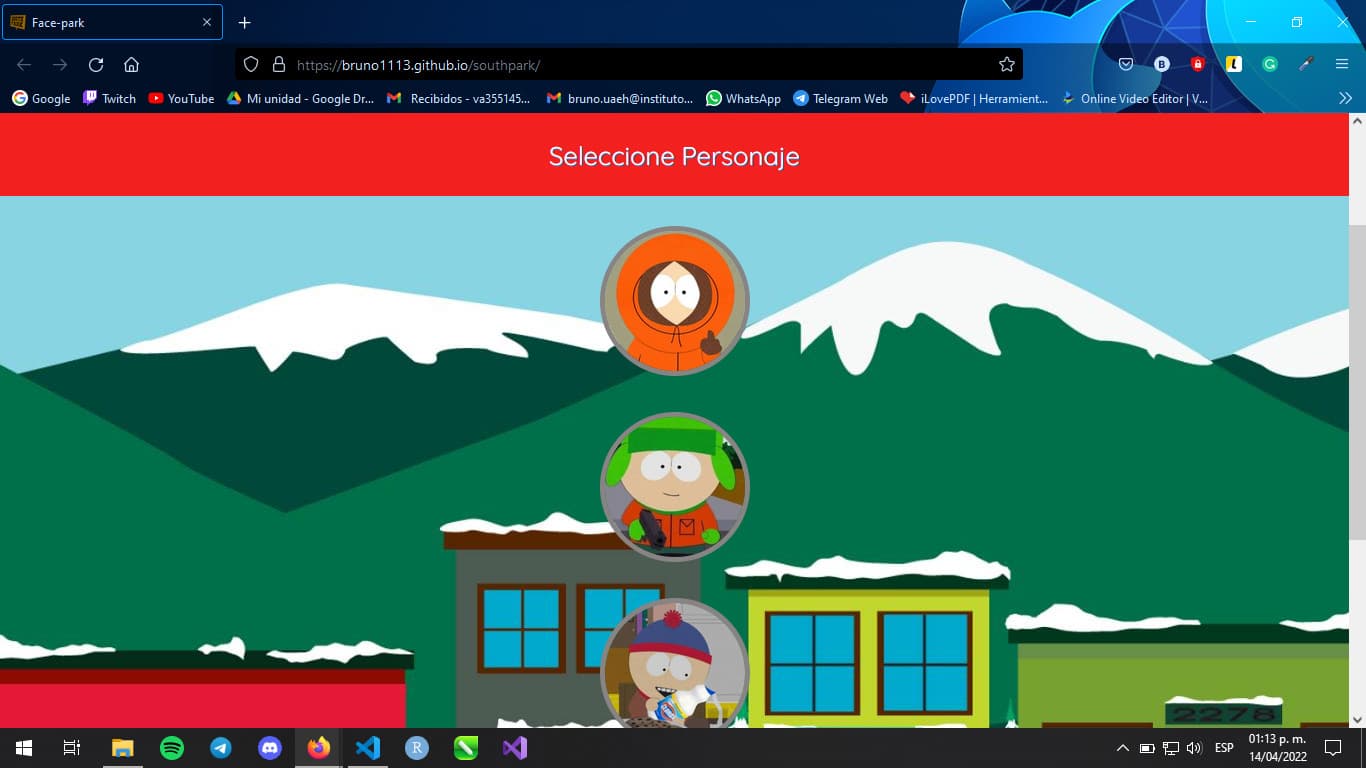 Face-park
https://bruno1113.github.io/southpark/
Google
Twitch
YouTube
Mi unidad - Google Dr...
Recibidos - va355145...
bruno.uaeh@instituto...
WhatsApp
Telegram Web
iLovePDF | Herramient...
Online Video Editor | V...
Seleccione Personaje
2278
ESP
01:13 p. m.
14/04/2022